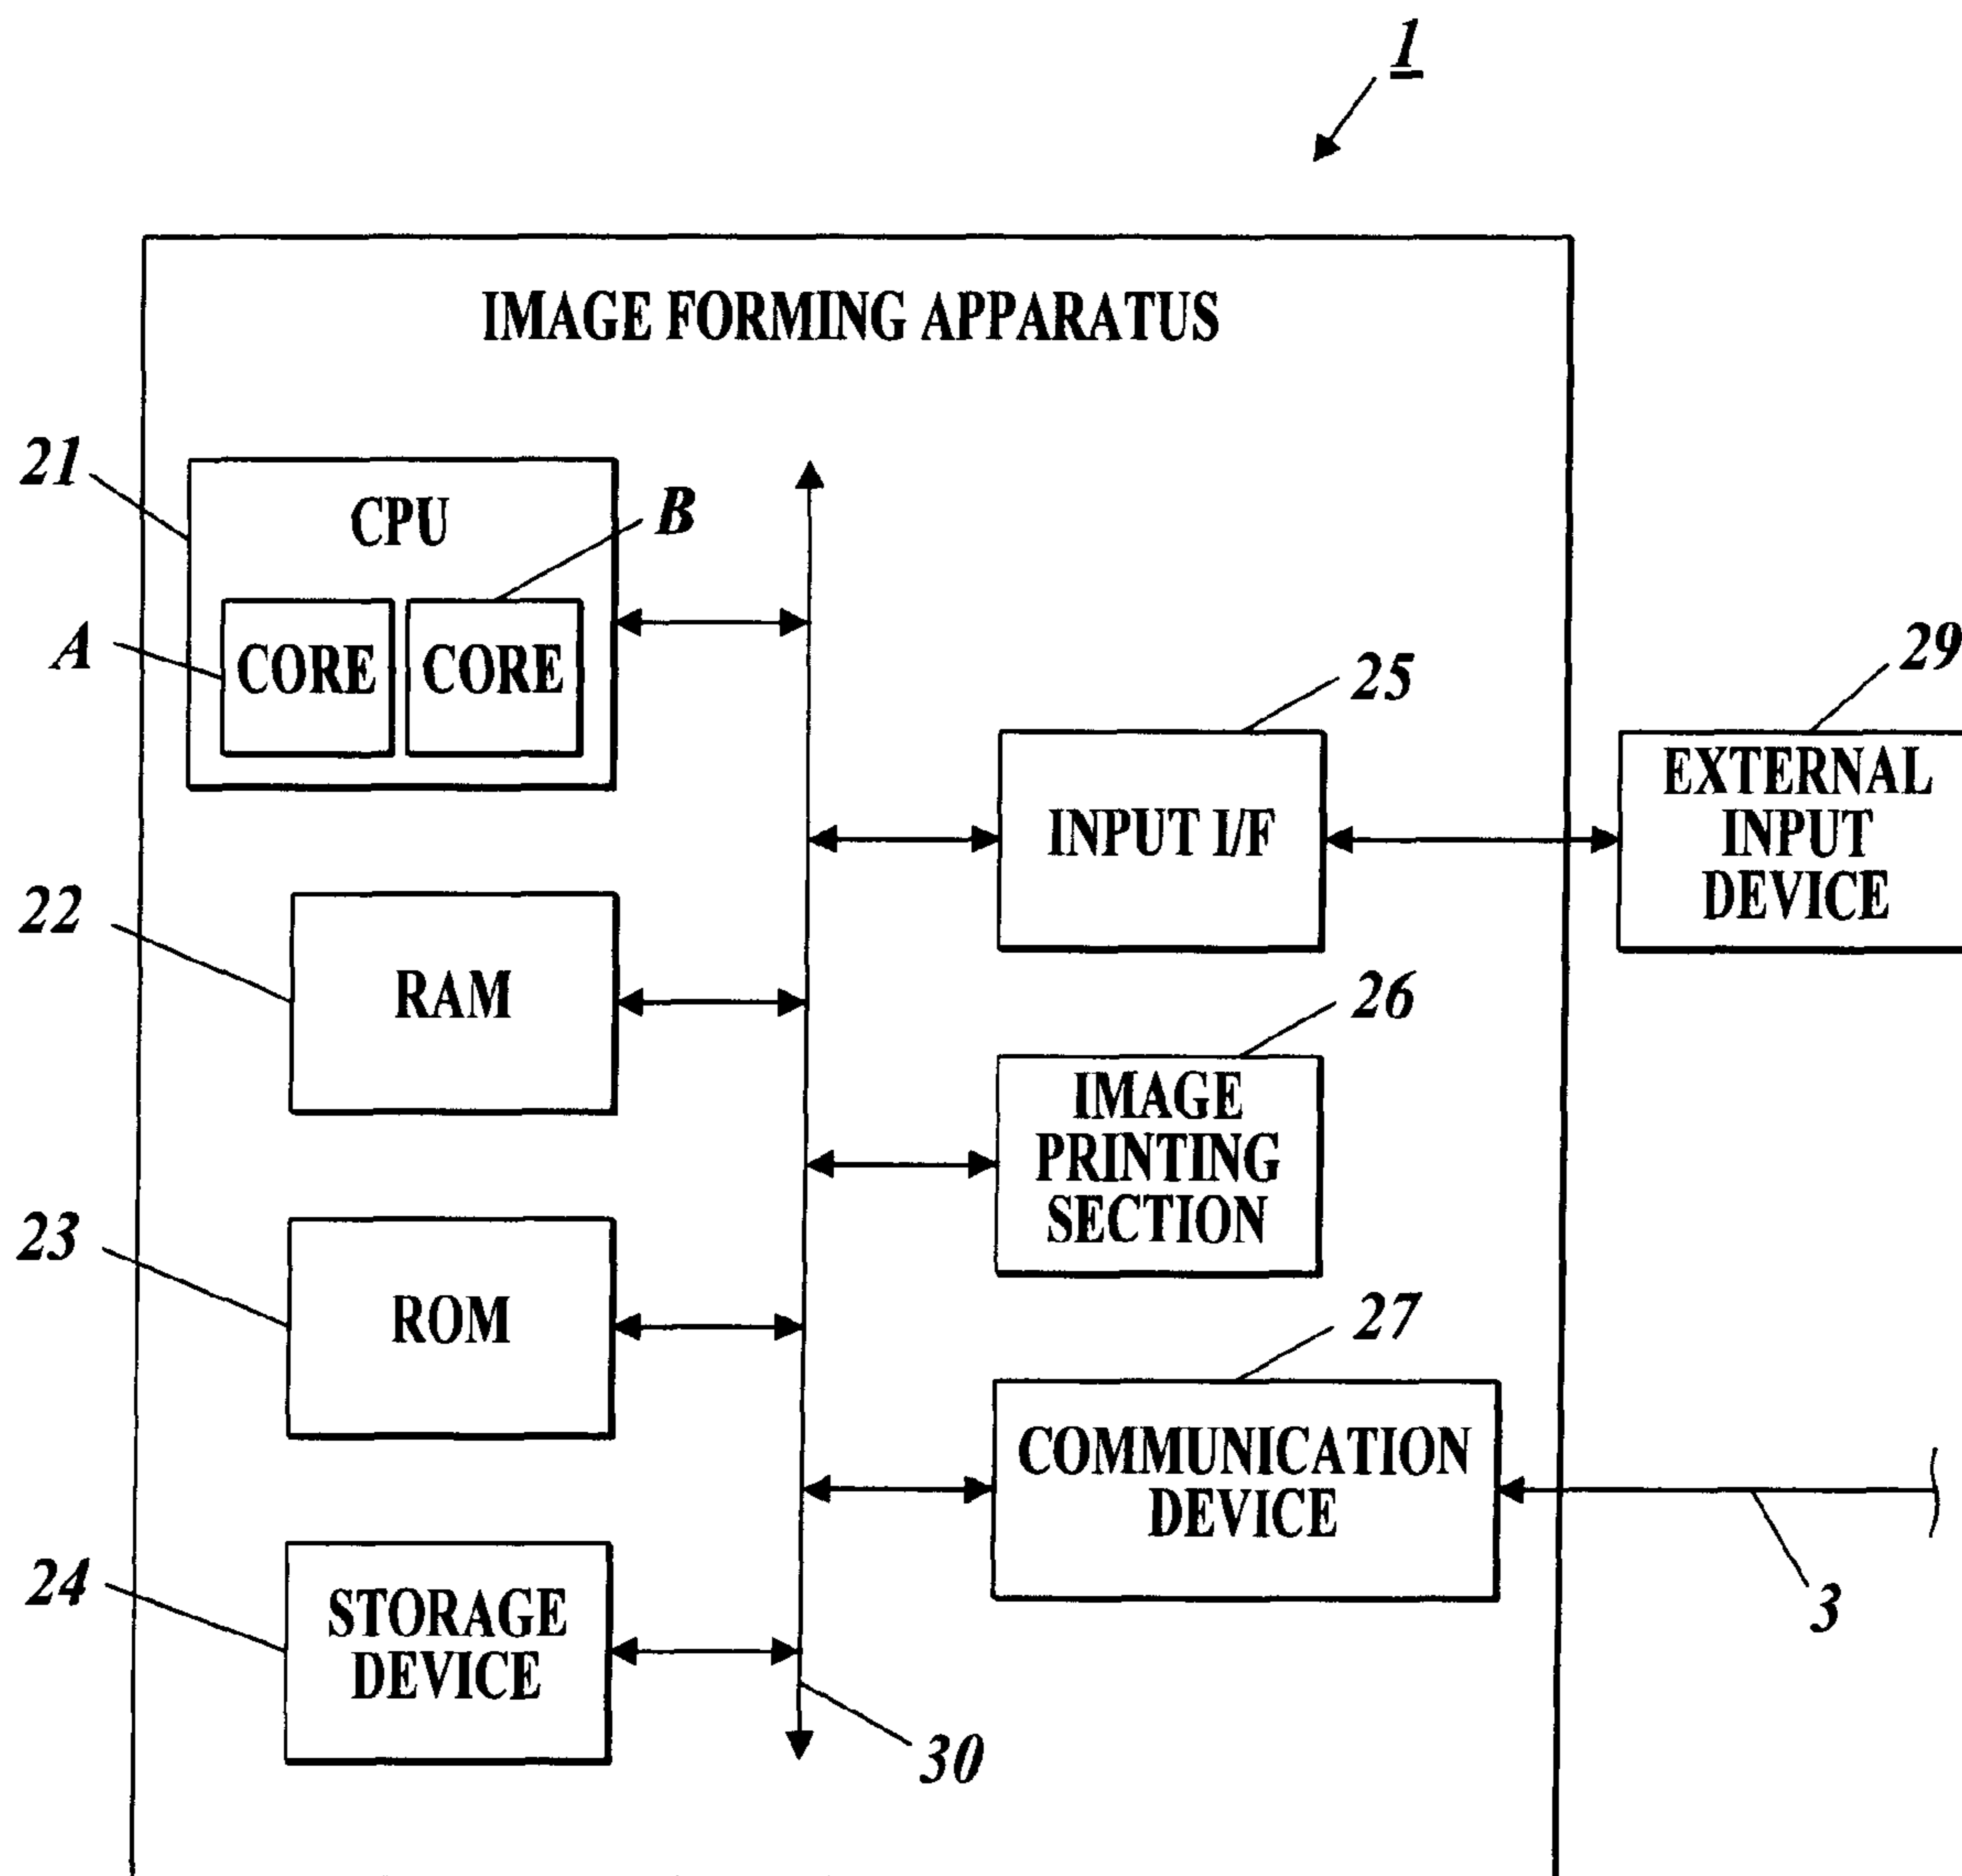 1
IMAGE FORMING APPARATUS
21
CPU
B
A
CORE
CORE
25
29
INPUT I/F
EXTERNAL
INPUT
DEVICE
22
RAM
26
IMAGE
PRINTING
SECTION
23
ROM
27
COMMUNICATION
DEVICE
3
24
STORAGE
DEVICE
30